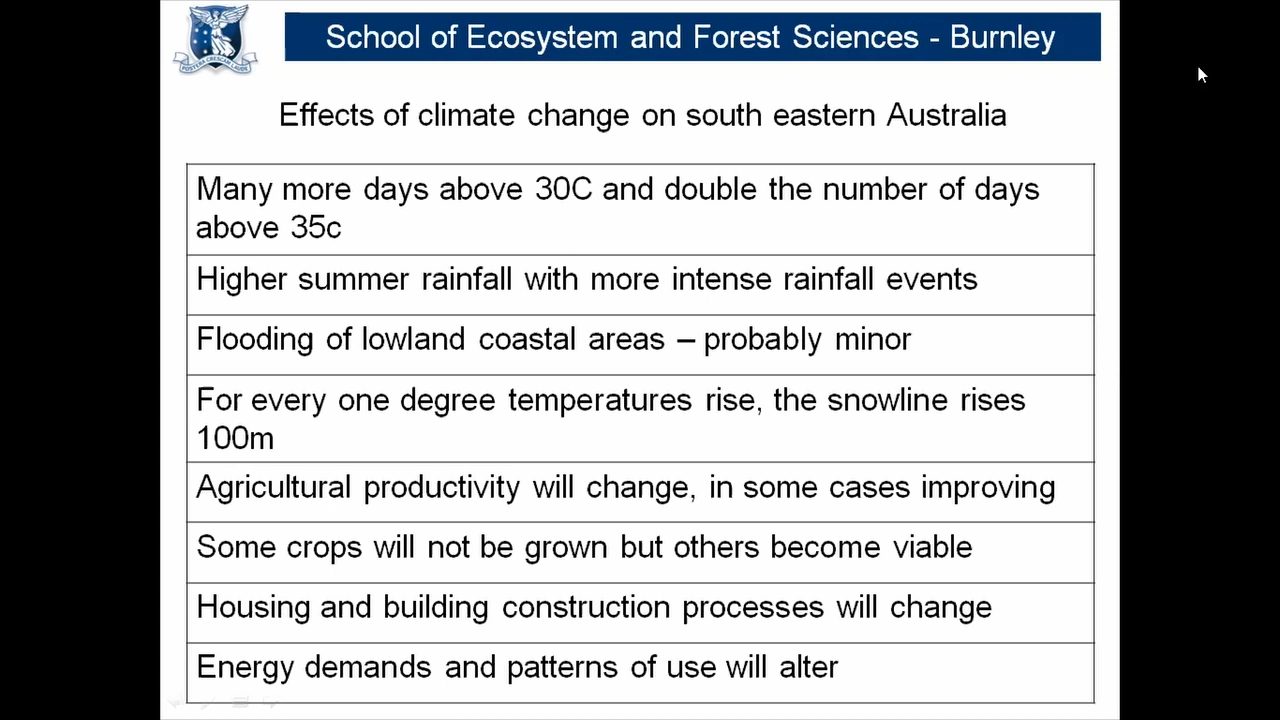 School of Ecosystem and Forest Sciences - Burnley
POSTERA CRESCAM LAUDE
Effects of climate change on south eastern Australia
Many more days above 30C and double the number of days
above 35c
Higher summer rainfall with more intense rainfall events
Flooding of lowland coastal areas – probably minor
For every one degree temperatures rise, the snowline rises
100m
Agricultural productivity will change, in some cases improving
Some crops will not be grown but others become viable
Housing and building construction processes will change
Energy demands and patterns of use will alter